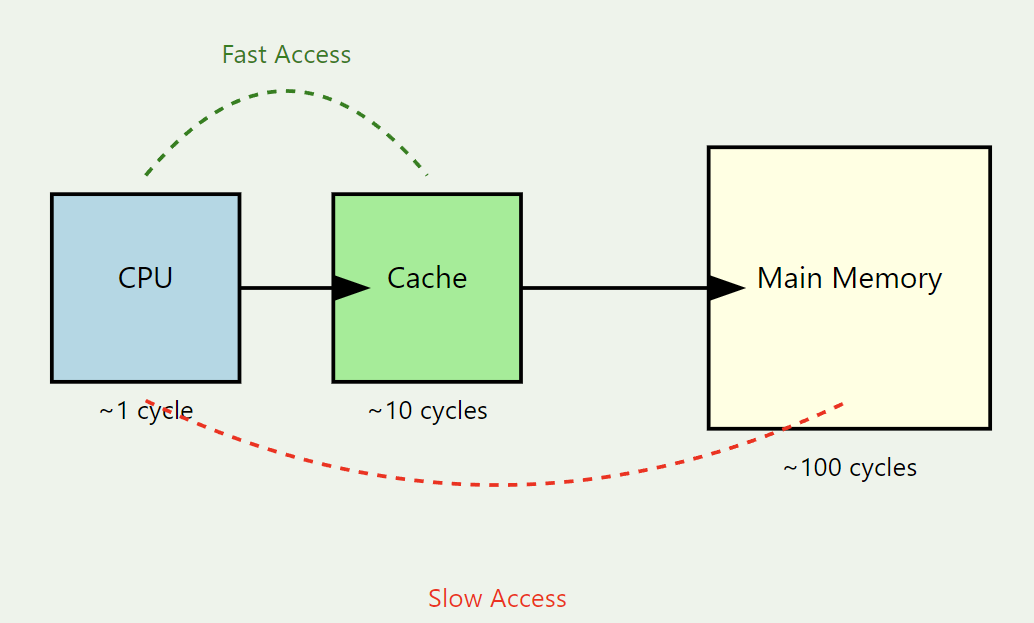 Fast Access
CPU
Cache
Main Memory
~1 cycle
~10 cycles
~100 cycles
Slow Access